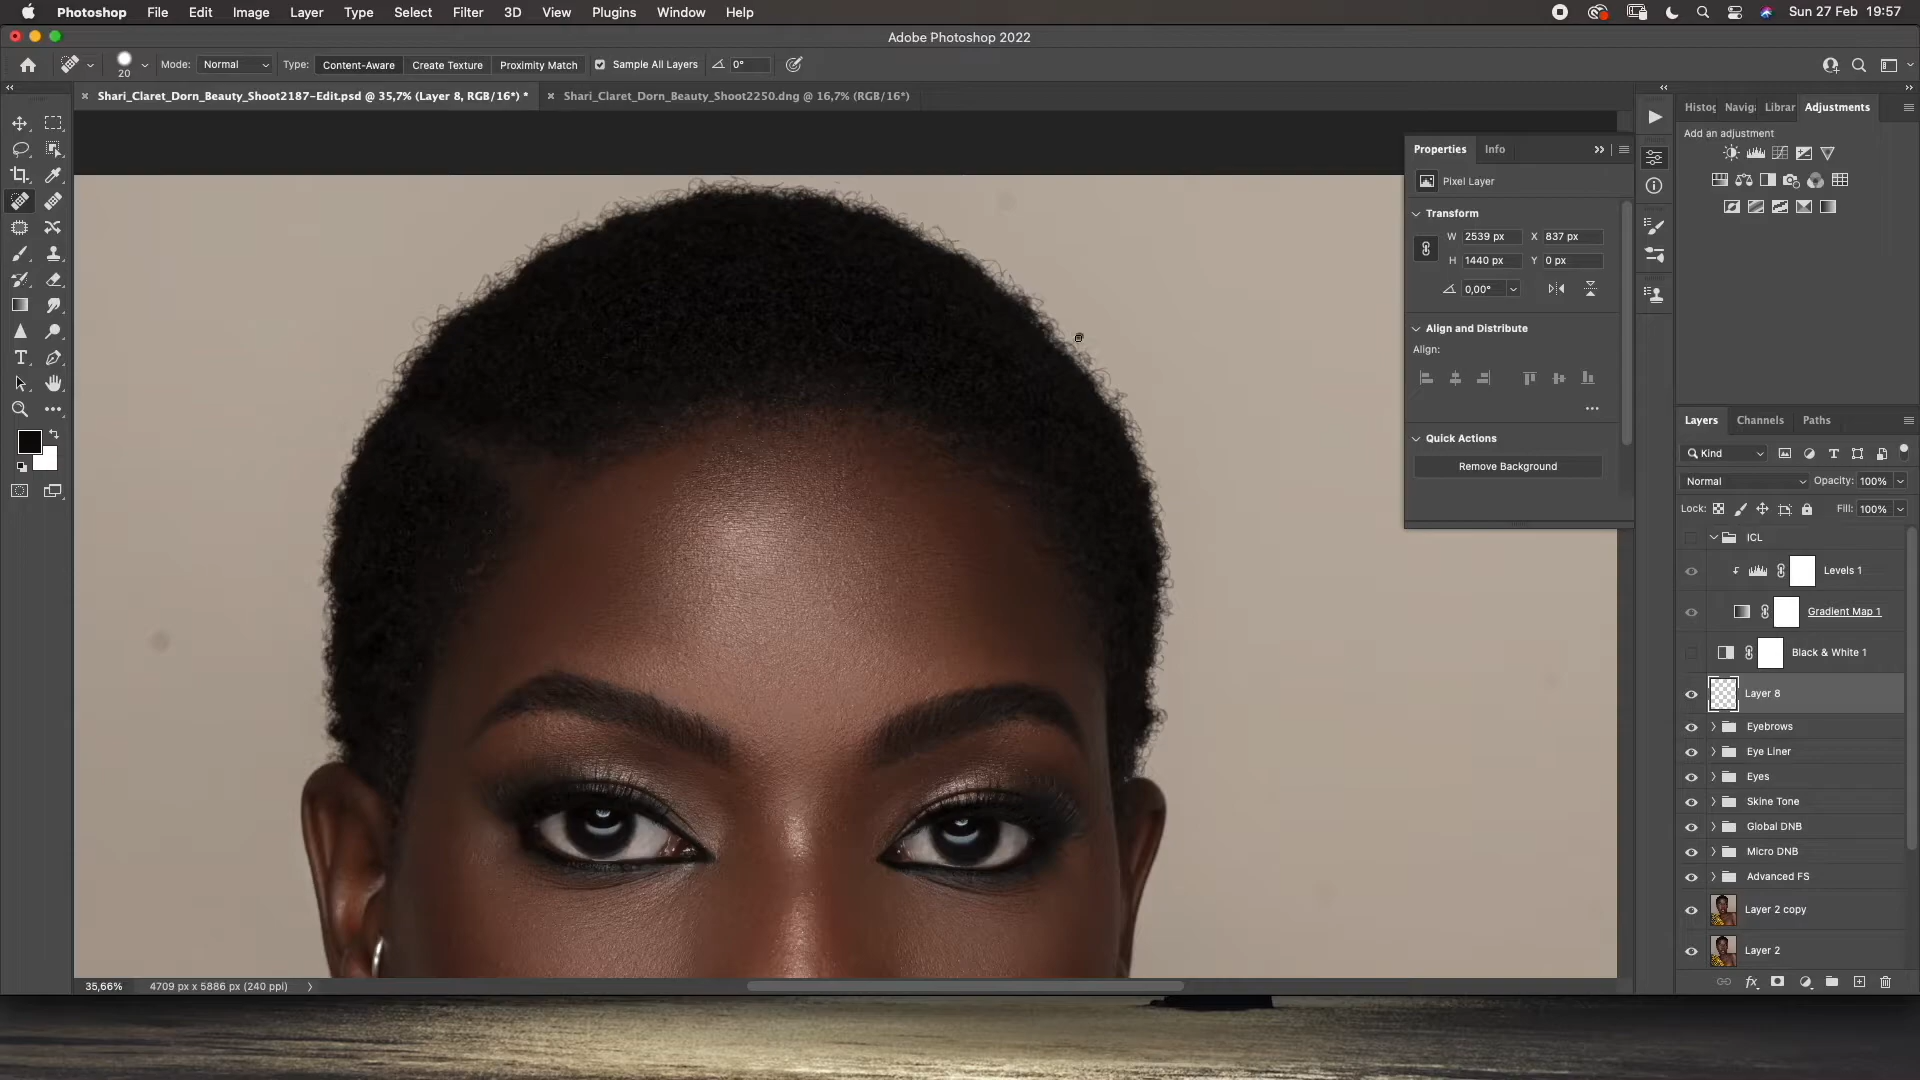 Photoshop File Edit Image Layer Type Select Filter 3D View Plugins Window Help Sun 27 Feb 19:57
Adobe Photoshop 2022
20 Mode: Normal Type: Content-Aware Create Texture Proximity Match Sample All Layers 0°
Shari_Claret_Dorn_Beauty_Shoot2187-Edit.psd @ 35,7% (Layer 8, RGB/16*) * Shari_Claret_Dorn_Beauty_Shoot2250.dng @ 16,7% (RGB/16*)
Histog Naviga Librar Adjustments
Add an adjustment
Properties Info
Pixel Layer
Transform
W 2539 px X 837 px
H 1440 px Y 0 px
0,00°
Align and Distribute
Align:
Quick Actions
Remove Background
Layers Channels Paths
Kind
Normal Opacity: 100%
Lock: Fill: 100%
ICL
Levels 1
Gradient Map 1
Black & White 1
Layer 8
Eyebrows
Eye Liner
Eyes
Skine Tone
Global DNB
Micro DNB
Advanced FS
Layer 2 copy
Layer 2
35,66% 4709 px x 5886 px (240 ppi)